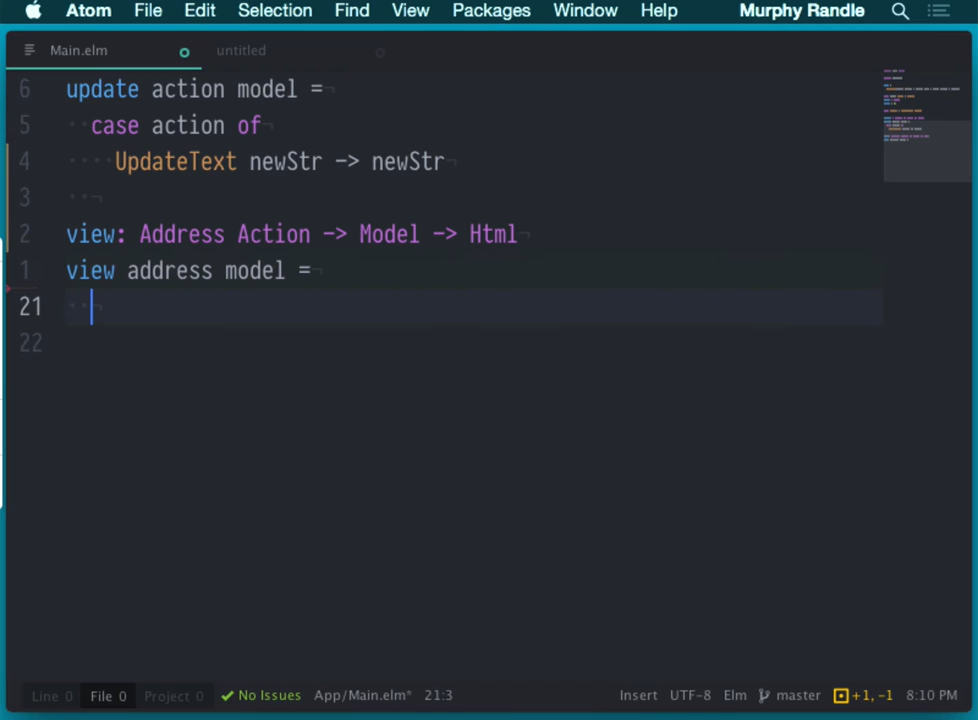 Atom File Edit Selection Find View Packages Window Help Murphy Randle
Main.elm untitled
6 update action model =
5 case action of
4 UpdateText newStr -> newStr
3
2 view: Address Action -> Model -> Html
1 view address model =
21
22
Line 0 File 0 Project 0 No Issues App/Main.elm* 21:3 Insert UTF-8 Elm master +1, -1 8:10 PM